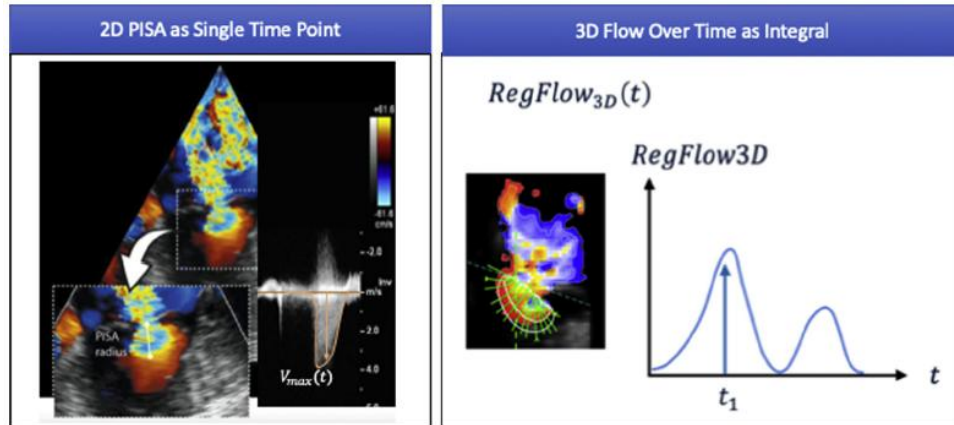 2D PISA as Single Time Point
+61.6
-61.6
cm/s
-2.0
Inv
m/s
2.0
4.0
PISA
radius
Vmax(t)
3D Flow Over Time as Integral
RegFlow3D(t)
RegFlow3D
t1
t